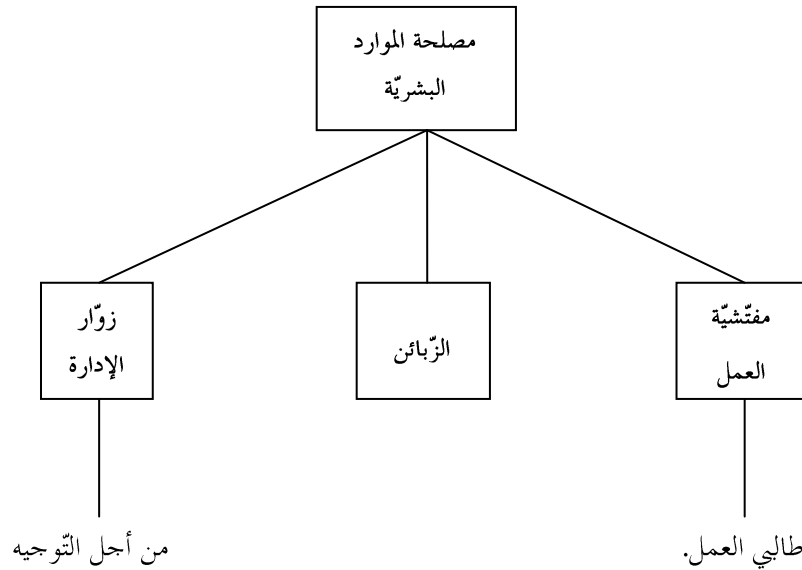 مصلحة الموارد
البشريّة
مفتّشيّة
العمل
الزّبائن
زوّار
الإدارة
طالبي العمل.
من أجل التّوجيه